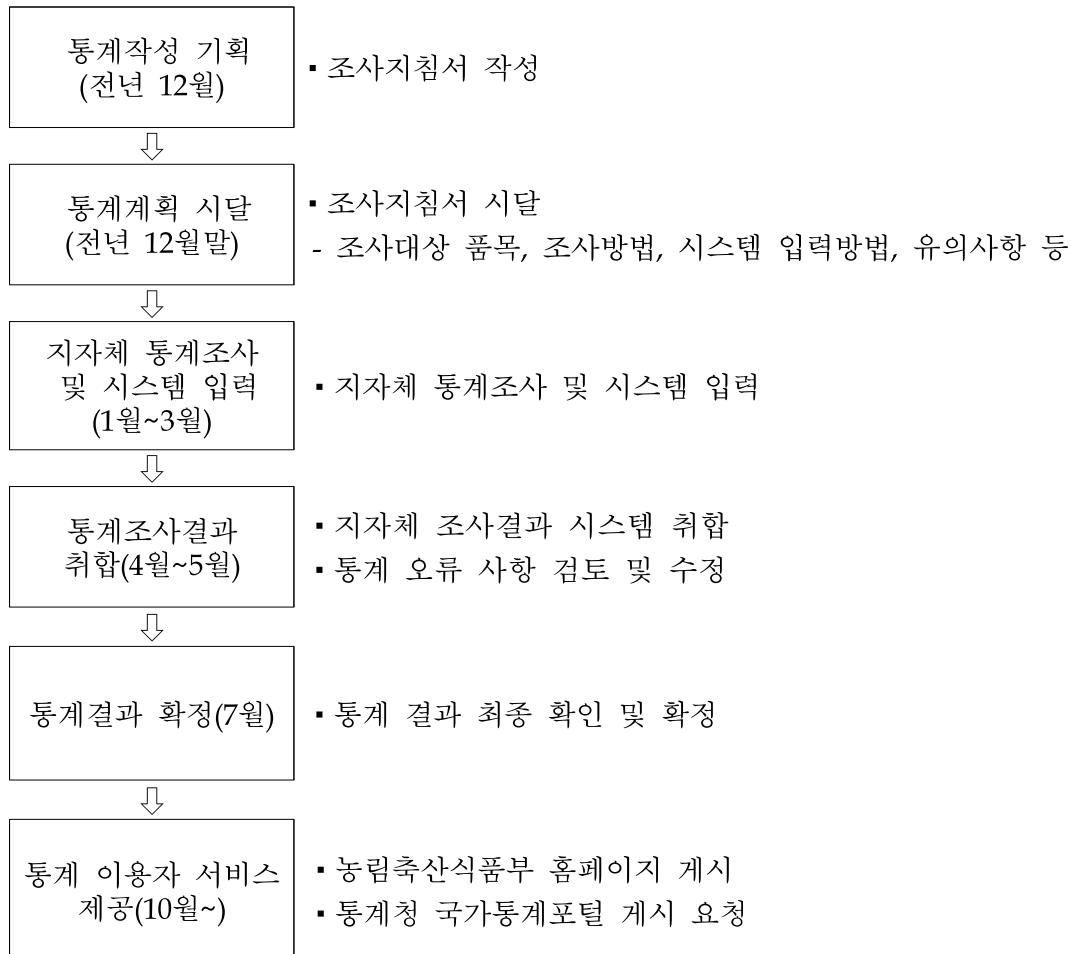 통계작성 기획
(전년 12월)
▪ 조사지침서 작성
통계계획 시달
(전년 12월말)
▪ 조사지침서 시달
- 조사대상 품목, 조사방법, 시스템 입력방법, 유의사항 등
지자체 통계조사
및 시스템 입력
(1월~3월)
▪ 지자체 통계조사 및 시스템 입력
통계조사결과
취합(4월~5월)
▪ 지자체 조사결과 시스템 취합
▪ 통계 오류 사항 검토 및 수정
통계결과 확정(7월)
▪ 통계 결과 최종 확인 및 확정
통계 이용자 서비스
제공(10월~)
▪ 농림축산식품부 홈페이지 게시
▪ 통계청 국가통계포털 게시 요청